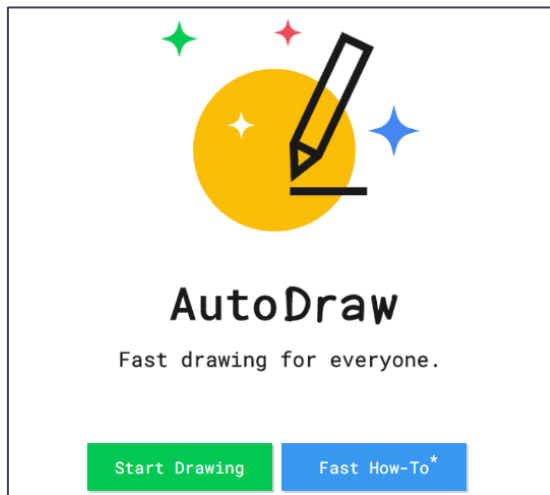 AutoDraw
Fast drawing for everyone.
Start Drawing
Fast How-To*